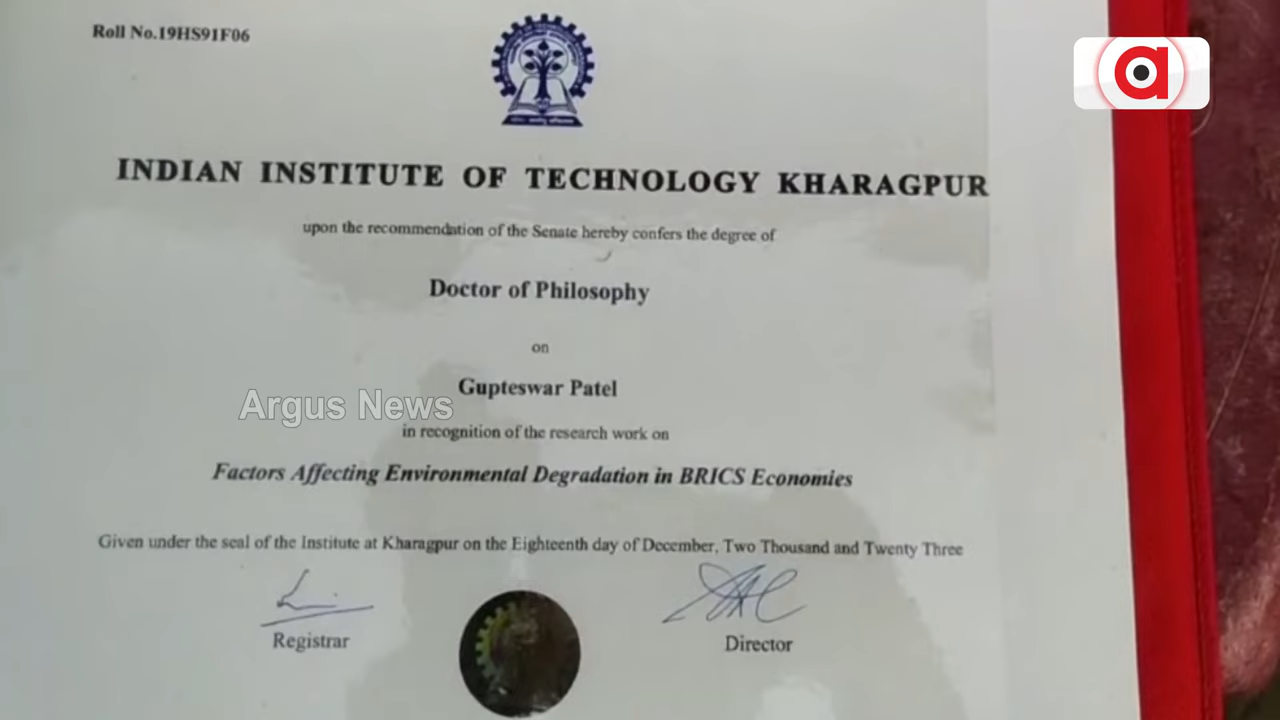 Roll No.19HS91F06
INDIAN INSTITUTE OF TECHNOLOGY KHARAGPUR
upon the recommendation of the Senate hereby confers the degree of
Doctor of Philosophy
on
Gupteswar Patel
Argus News
in recognition of the research work on
Factors Affecting Environmental Degradation in BRICS Economies
Given under the seal of the Institute at Kharagpur on the Eighteenth day of December, Two Thousand and Twenty Three
Registrar
Director